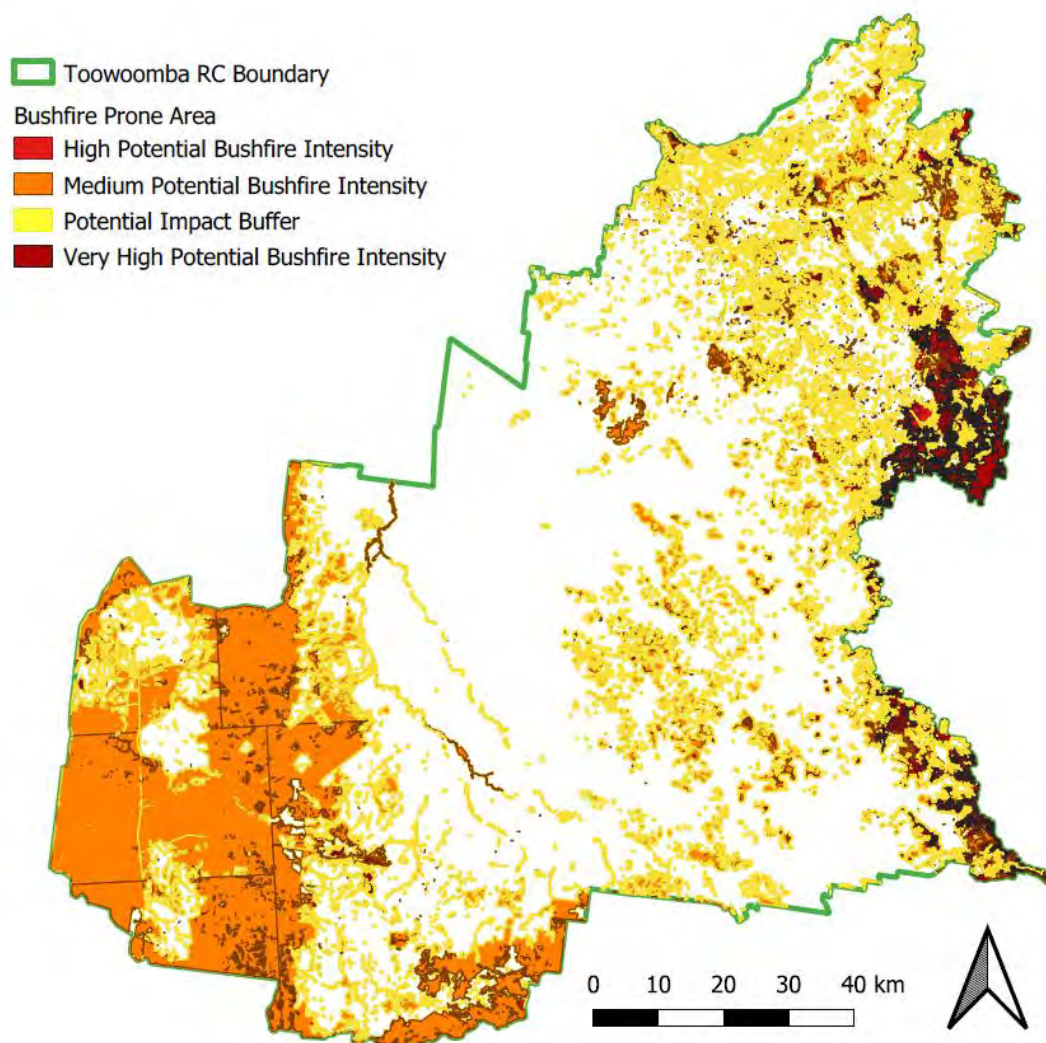 Toowoomba RC Boundary
Bushfire Prone Area
High Potential Bushfire Intensity
Medium Potential Bushfire Intensity
Potential Impact Buffer
Very High Potential Bushfire Intensity
0 10 20 30 40 km